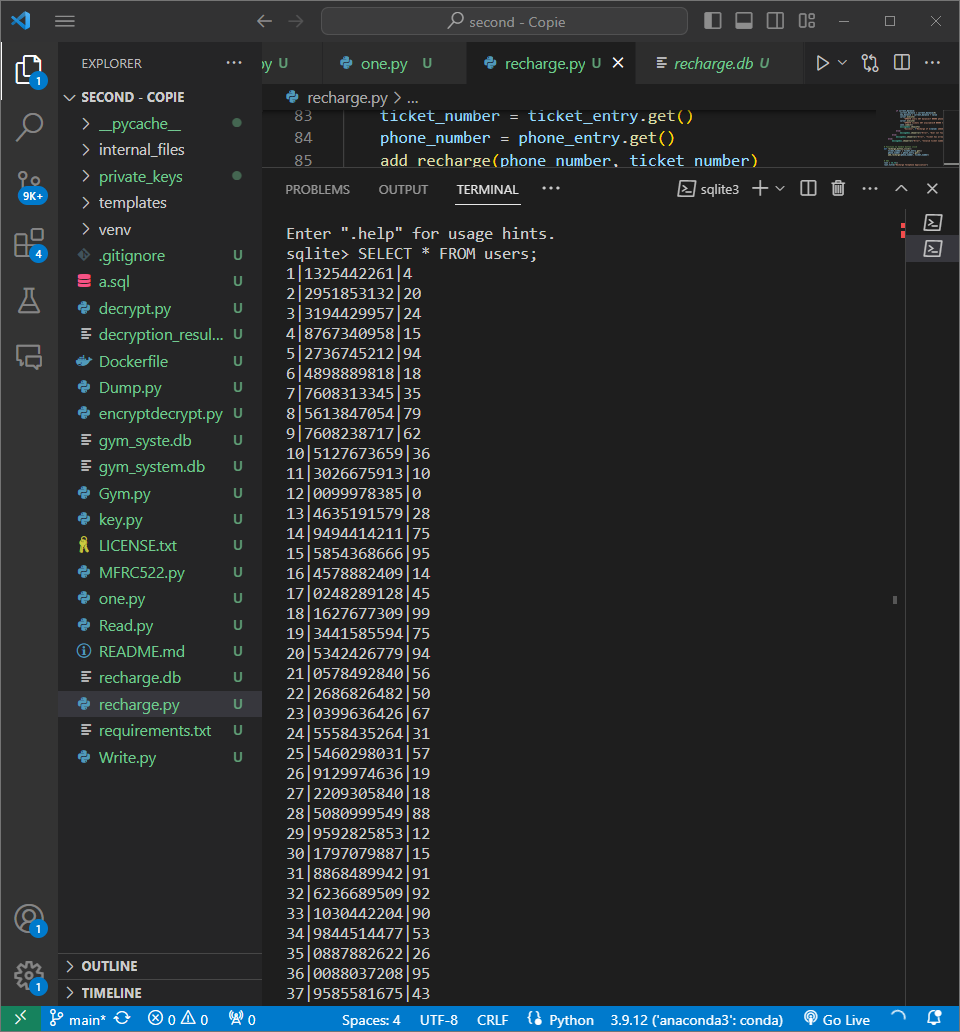 second - Copie
EXPLORER
py U
one.py U
recharge.py U
recharge.db U
SECOND - COPIE
recharge.py > ...
__pycache__
internal_files
private_keys
templates
venv
.gitignore U
a.sql U
decrypt.py U
decryption_resul... U
Dockerfile U
Dump.py U
encryptdecrypt.py U
gym_syste.db U
gym_system.db U
Gym.py U
key.py U
LICENSE.txt U
MFRC522.py U
one.py U
Read.py U
README.md U
recharge.db U
recharge.py U
requirements.txt U
Write.py U
OUTLINE
TIMELINE
1
9K+
4
1
1
83 ticket_number = ticket_entry.get()
84 phone_number = phone_entry.get()
85 add_recharge(phone_number, ticket_number)
PROBLEMS OUTPUT TERMINAL ... sqlite3
Enter ".help" for usage hints.
sqlite> SELECT * FROM users;
1|1325442261|4
2|2951853132|20
3|3194429957|24
4|8767340958|15
5|2736745212|94
6|4898889818|18
7|7608313345|35
8|5613847054|79
9|7608238717|62
10|5127673659|36
11|3026675913|10
12|0099978385|0
13|4635191579|28
14|9494414211|75
15|5854368666|95
16|4578882409|14
17|0248289128|45
18|1627677309|99
19|3441585594|75
20|5342426779|94
21|0578492840|56
22|2686826482|50
23|0399636426|67
24|5558435264|31
25|5460298031|57
26|9129974636|19
27|2209305840|18
28|5080999549|88
29|9592825853|12
30|1797079887|15
31|8868489942|91
32|6236689509|92
33|1030442204|90
34|9844514477|53
35|0887882622|26
36|0088037208|95
37|9585581675|43
main* 0 0 0 Spaces: 4 UTF-8 CRLF Python 3.9.12 ('anaconda3': conda) Go Live